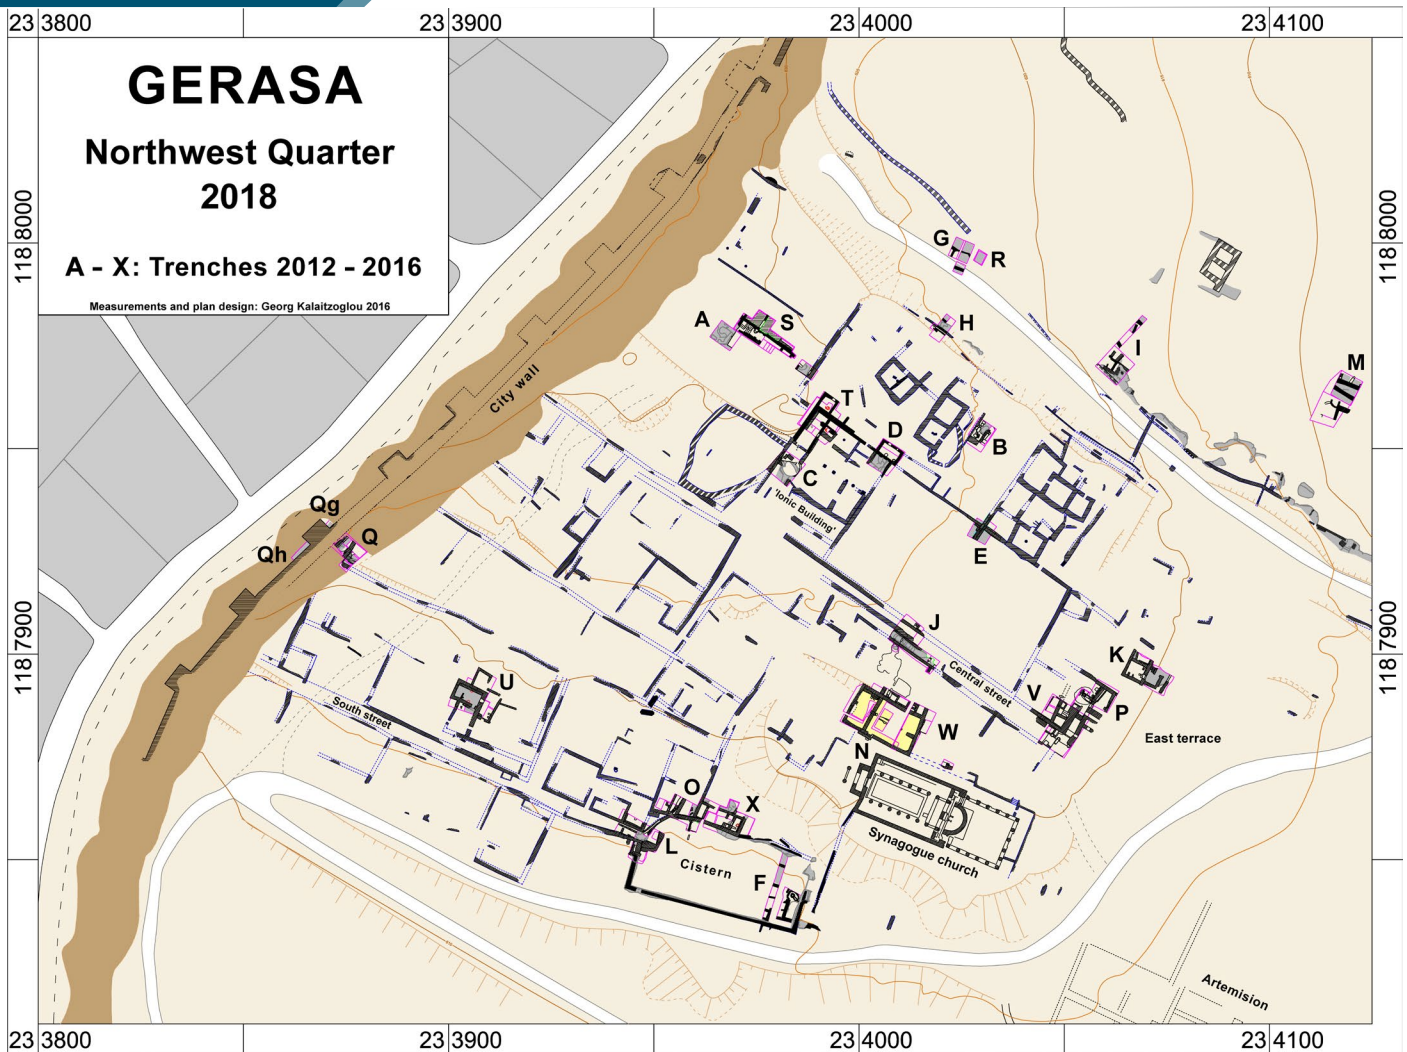 23 3800
23 3900
23 4000
23 4100
GERASA
Northwest Quarter
2018
A - X: Trenches 2012 - 2016
Measurements and plan design: Georg Kalaitzoglou 2016
118 8000
118 8000
G
R
A
S
H
I
M
City wall
T
D
B
C
'Ionic Building'
Qg
Q
Qh
E
118 7900
118 7900
J
K
Central street
U
V
P
South street
W
East terrace
N
O
X
Synagogue church
L
Cistern
F
Artemision
23 3800
23 3900
23 4000
23 4100